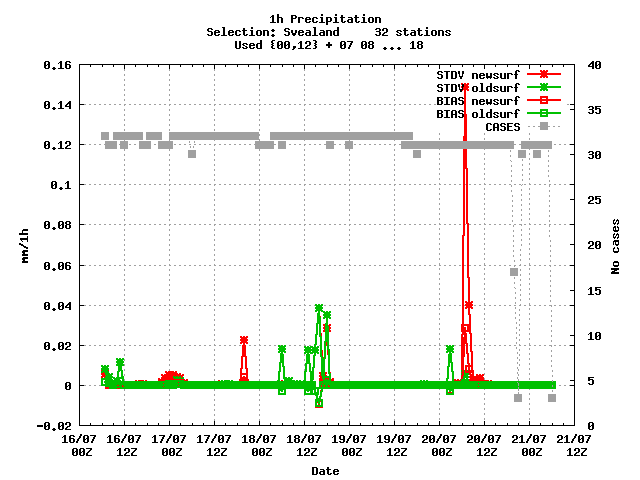 1h Precipitation
Selection: Svealand 32 stations
Used {00,12} + 07 08 ... 18
0.16
0.14
0.12
0.1
0.08
0.06
0.04
0.02
0
-0.02
mm/1h
STDV newsurf
STDV oldsurf
BIAS newsurf
BIAS oldsurf
CASES
40
35
30
25
20
15
10
5
0
No cases
16/07 16/07 17/07 17/07 18/07 18/07 19/07 19/07 20/07 20/07 21/07 21/07
00Z 12Z 00Z 12Z 00Z 12Z 00Z 12Z 00Z 12Z 00Z 12Z
Date